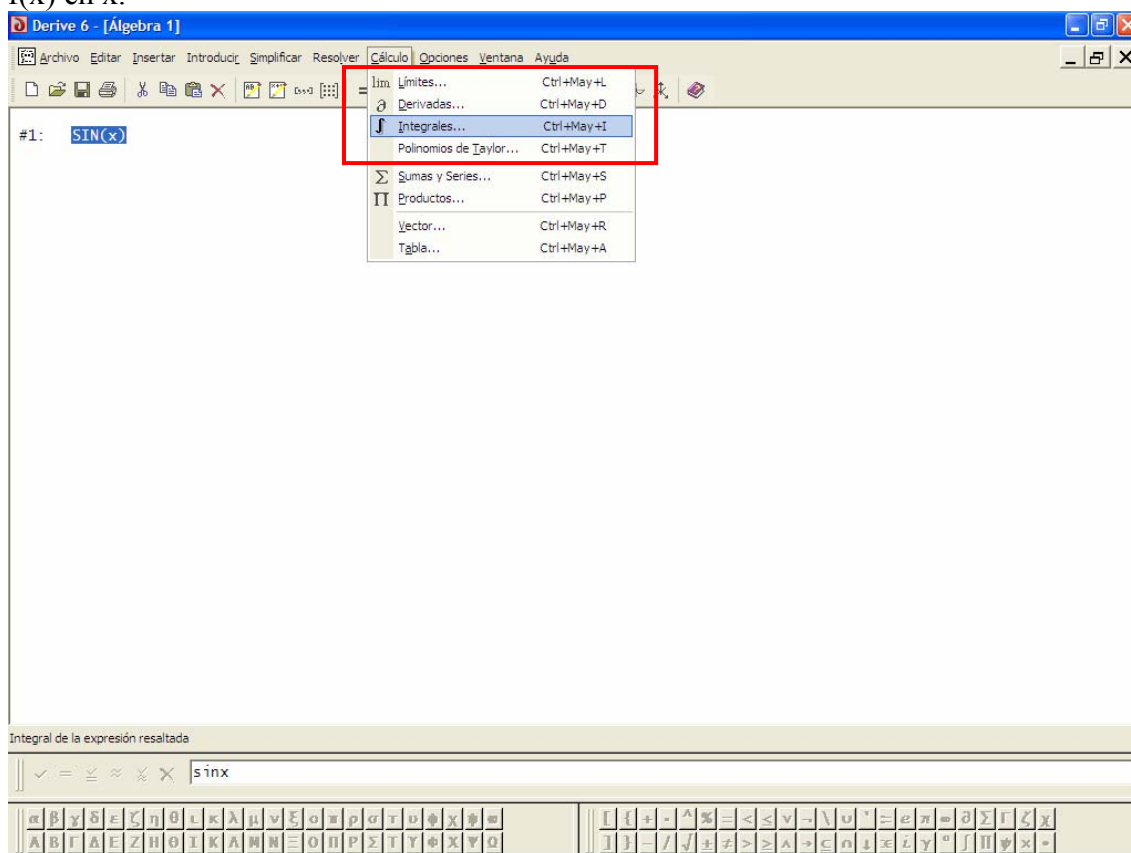 f(x) en x.
Derive 6 - [Álgebra 1]
Archivo Editar Insertar Introducir Simplificar Resolver Cálculo Opciones Ventana Ayuda
lim Límites... Ctrl+May+L
∂ Derivadas... Ctrl+May+D
∫ Integrales... Ctrl+May+I
Polinomios de Taylor... Ctrl+May+T
∑ Sumas y Series... Ctrl+May+S
∏ Productos... Ctrl+May+P
Vector... Ctrl+May+R
Tabla... Ctrl+May+A
#1: SIN(x)
Integral de la expresión resaltada
sinx
α β γ δ ε ζ η θ ι κ λ μ ν ξ ο π ρ σ τ υ φ χ ψ ω
Α Β Γ Δ Ε Ζ Η Θ Ι Κ Λ Μ Ν Ξ Ο Π Ρ Σ Τ Υ Φ Χ Ψ Ω